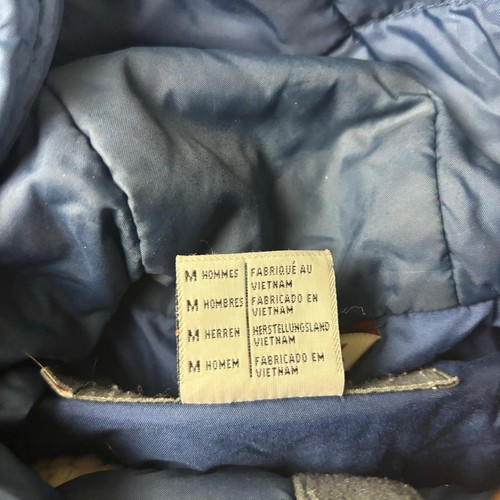 M HOMMES FABRIQUÉ AU
VIETNAM
M HOMBRES FABRICADO EN
VIETNAM
M HERREN HERSTELLUNGSLAND
VIETNAM
M HOMEM FABRICADO EM
VIETNAM